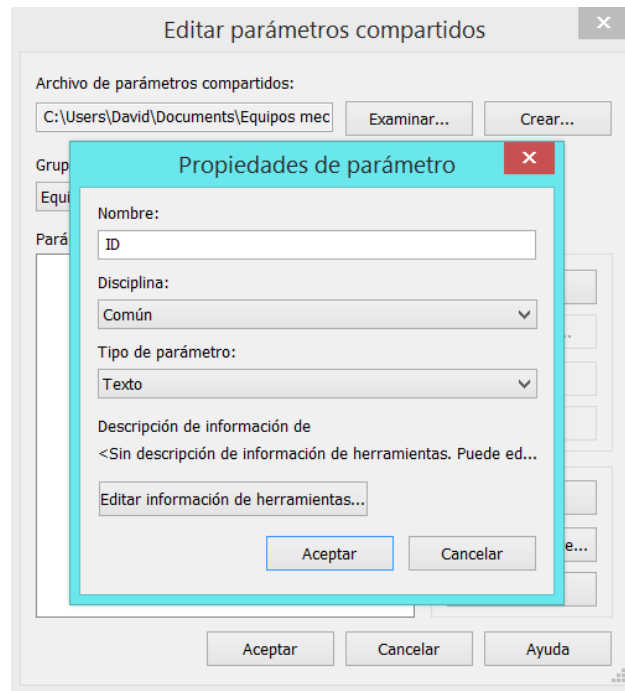 Editar parámetros compartidos
Archivo de parámetros compartidos:
C:\Users\David\Documents\Equipos mec
Examinar...
Crear...
Grup
Equi
Pará
Propiedades de parámetro
Nombre:
ID
Disciplina:
Común
Tipo de parámetro:
Texto
Descripción de información de
<Sin descripción de información de herramientas. Puede ed...
Editar información de herramientas...
Aceptar
Cancelar
e...
Aceptar
Cancelar
Ayuda